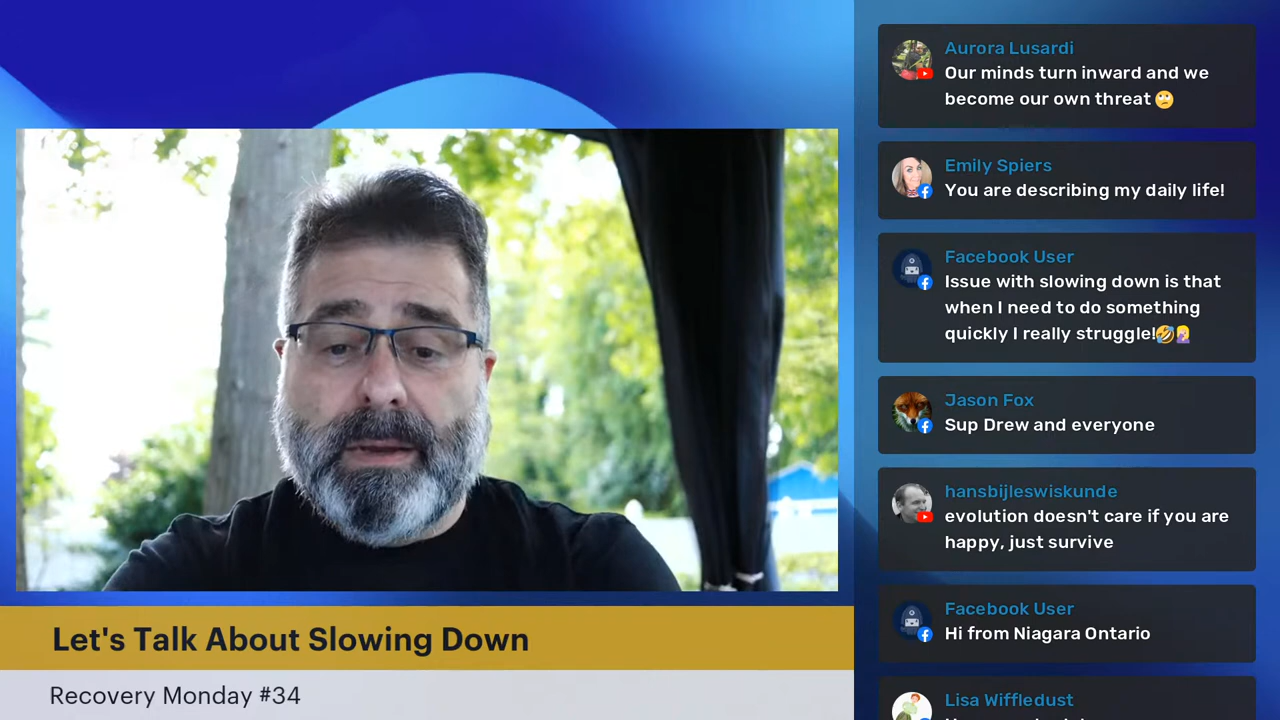 Let's Talk About Slowing Down
Recovery Monday #34
Aurora Lusardi
Our minds turn inward and we
become our own threat 🙄
Emily Spiers
You are describing my daily life!
Facebook User
Issue with slowing down is that
when I need to do something
quickly I really struggle!🤣🤦🏼‍♀️
Jason Fox
Sup Drew and everyone
hansbijleswiskunde
evolution doesn't care if you are
happy, just survive
Facebook User
Hi from Niagara Ontario
Lisa Wiffledust